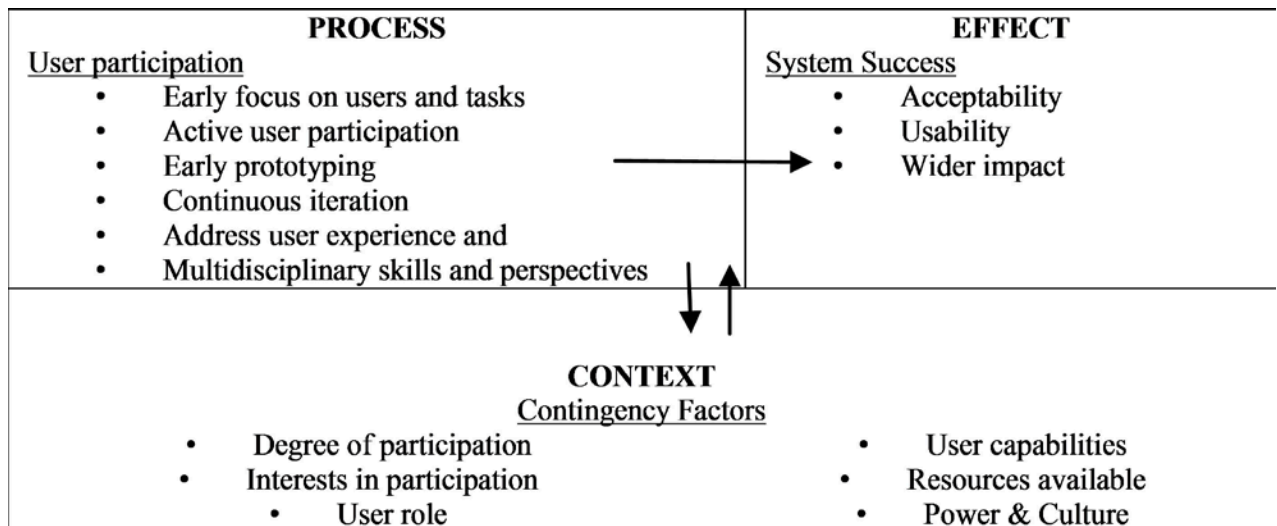 PROCESS
User participation
• Early focus on users and tasks
• Active user participation
• Early prototyping
• Continuous iteration
• Address user experience and
• Multidisciplinary skills and perspectives
EFFECT
System Success
• Acceptability
• Usability
• Wider impact
CONTEXT
Contingency Factors
• Degree of participation
• Interests in participation
• User role
• User capabilities
• Resources available
• Power & Culture